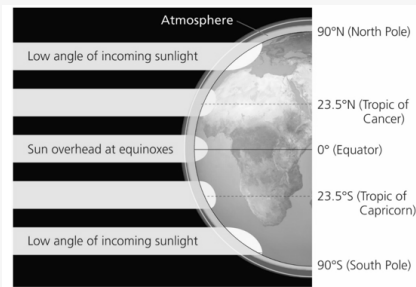 Atmosphere
90°N (North Pole)
Low angle of incoming sunlight
23.5°N (Tropic of
Cancer)
Sun overhead at equinoxes
0° (Equator)
23.5°S (Tropic of
Capricorn)
Low angle of incoming sunlight
90°S (South Pole)